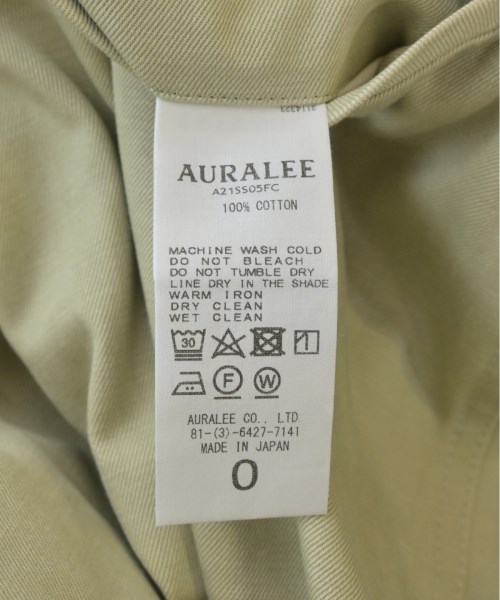 AURALEE
A21SS05FC
100% COTTON
MACHINE WASH COLD
DO NOT BLEACH
DO NOT TUMBLE DRY
LINE DRY IN THE SHADE
WARM IRON
DRY CLEAN
WET CLEAN
30
F W
AURALEE CO., LTD
81-(3)-6427-7141
MADE IN JAPAN
0